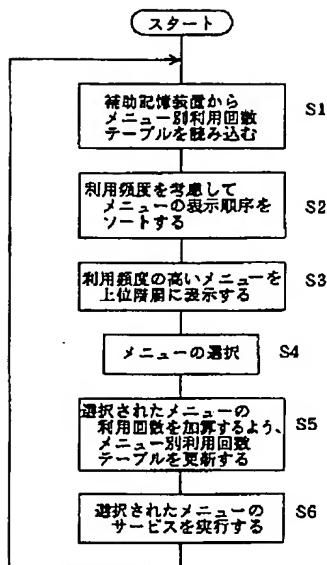 スタート
補助記憶装置から
メニュー別利用回数
テーブルを読み込む
S1
利用頻度を考慮して
メニューの表示順序を
ソートする
S2
利用頻度の高いメニューを
上位階層に表示する
S3
メニューの選択
S4
選択されたメニューの
利用回数を加算するよう、
メニュー別利用回数
テーブルを更新する
S5
選択されたメニューの
サービスを実行する
S6